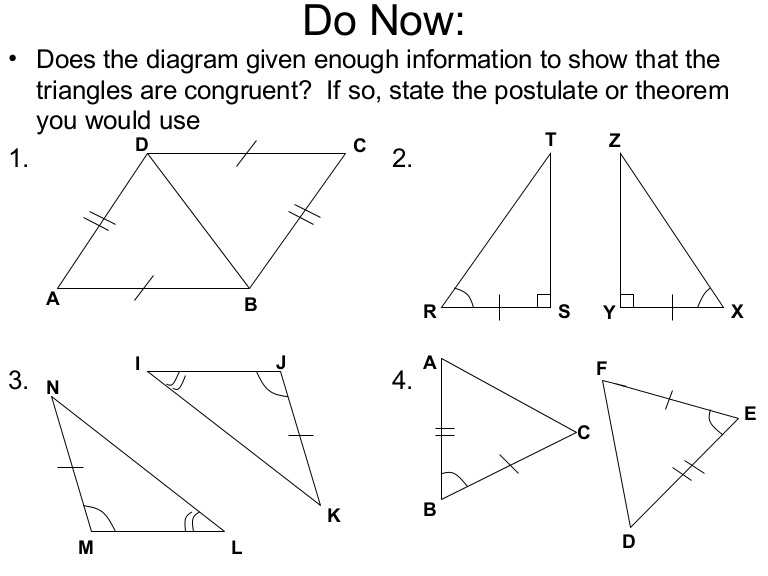 Do Now:
• Does the diagram given enough information to show that the
triangles are congruent? If so, state the postulate or theorem
you would use
1.
D
C
A
B
2.
T
Z
R
S
Y
X
3.
I
J
N
K
M
L
4.
A
F
E
C
B
D